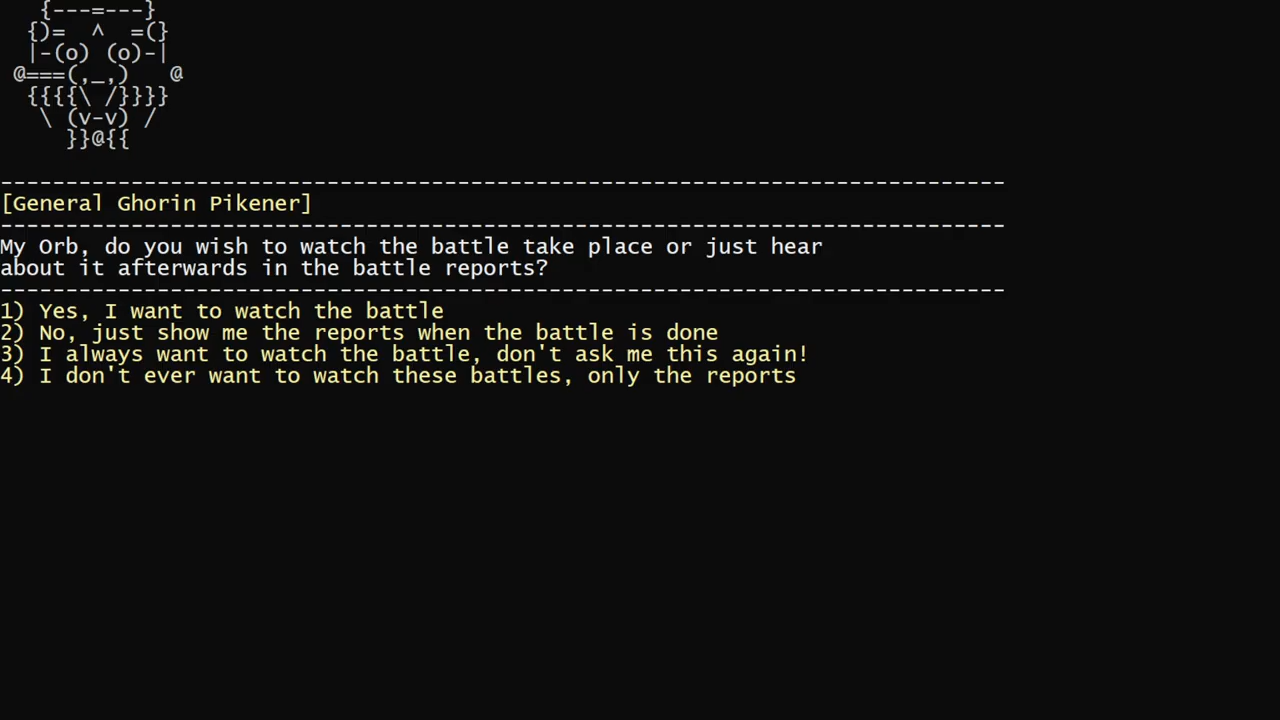 {---=---}
{)=  ^  =(}
|-(o) (o)-|
@===(,_,)   @
{{{{\ /}}}}
\ (v-v) /
}}@{{
-----------------------------------------------------------------------------
[General Ghorin Pikener]
-----------------------------------------------------------------------------
My Orb, do you wish to watch the battle take place or just hear
about it afterwards in the battle reports?
-----------------------------------------------------------------------------
1) Yes, I want to watch the battle
2) No, just show me the reports when the battle is done
3) I always want to watch the battle, don't ask me this again!
4) I don't ever want to watch these battles, only the reports